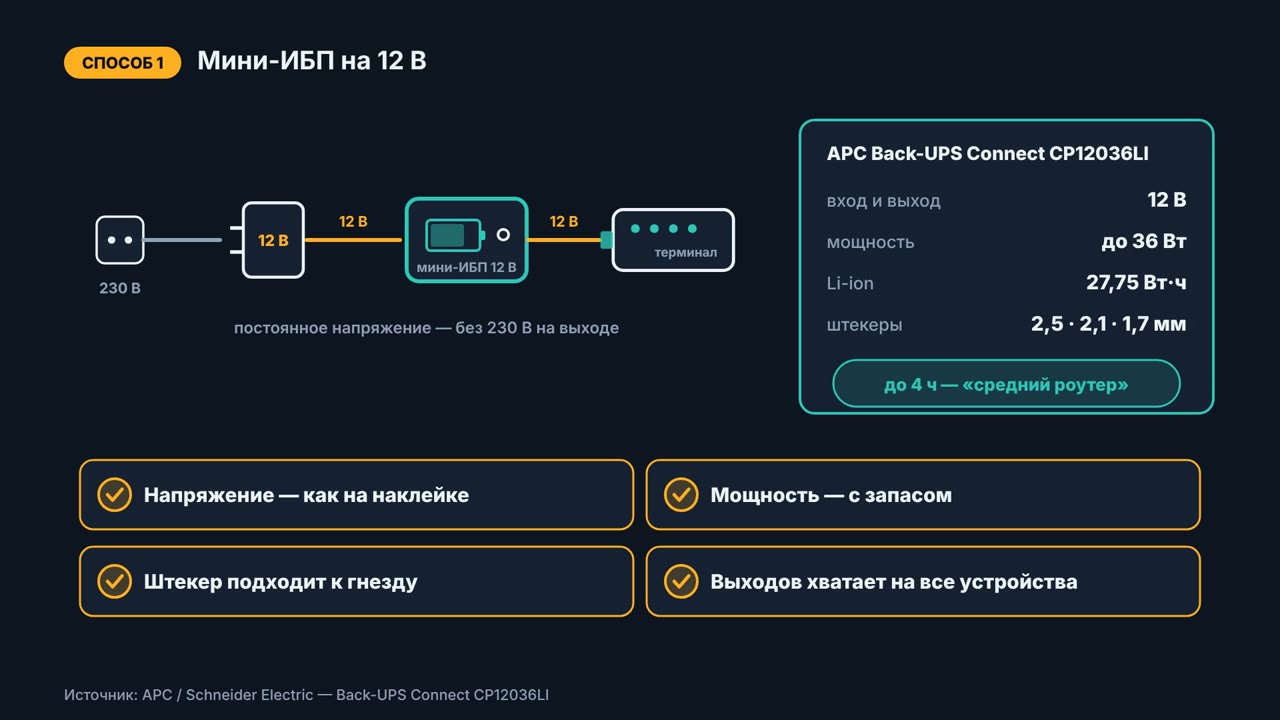 СПОСОБ 1
Мини-ИБП на 12 В
230 В
12 В
12 В
мини-ИБП 12 В
12 В
терминал
постоянное напряжение — без 230 В на выходе
APC Back-UPS Connect CP12036LI
вход и выход 12 В
мощность до 36 Вт
Li-ion 27,75 Вт·ч
штекеры 2,5 · 2,1 · 1,7 мм
до 4 ч — «средний роутер»
Напряжение — как на наклейке
Мощность — с запасом
Штекер подходит к гнезду
Выходов хватает на все устройства
Источник: APC / Schneider Electric — Back-UPS Connect CP12036LI